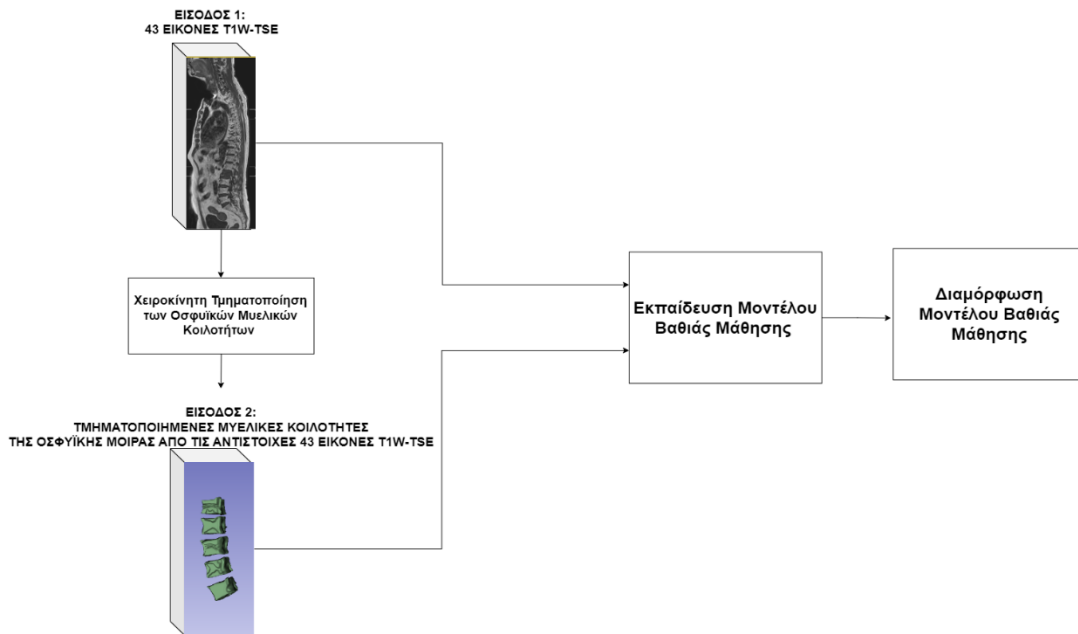 ΕΙΣΟΔΟΣ 1:
43 ΕΙΚΟΝΕΣ T1W-TSE
Χειροκίνητη Τμηματοποίηση
των Οσφυϊκών Μυελικών
Κοιλοτήτων
ΕΙΣΟΔΟΣ 2:
ΤΜΗΜΑΤΟΠΟΙΗΜΕΝΕΣ ΜΥΕΛΙΚΕΣ ΚΟΙΛΟΤΗΤΕΣ
ΤΗΣ ΟΣΦΥΪΚΗΣ ΜΟΙΡΑΣ ΑΠΟ ΤΙΣ ΑΝΤΙΣΤΟΙΧΕΣ 43 ΕΙΚΟΝΕΣ T1W-TSE
Εκπαίδευση Μοντέλου
Βαθιάς Μάθησης
Διαμόρφωση
Μοντέλου Βαθιάς
Μάθησης